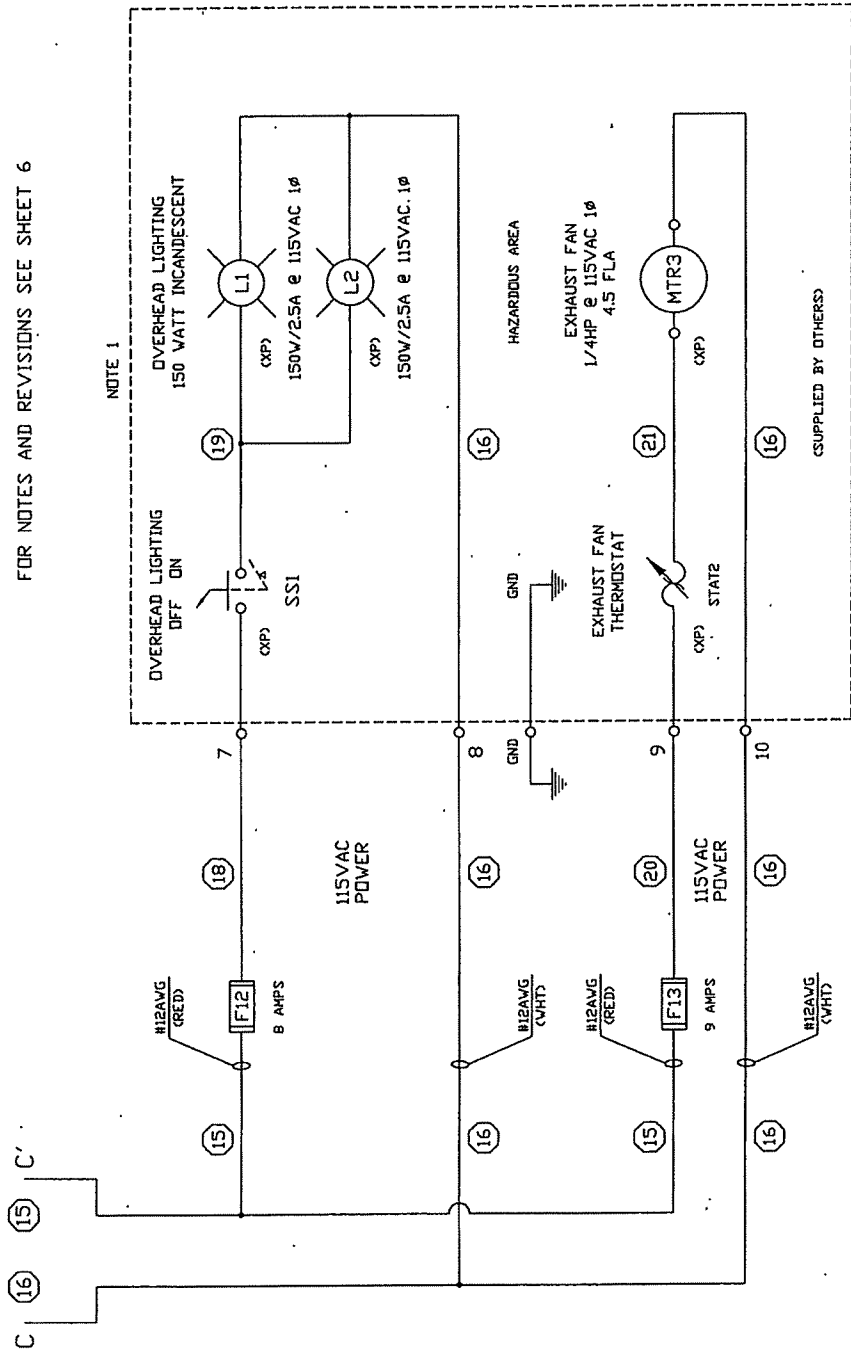 FOR NOTES AND REVISIONS SEE SHEET 6
NOTE 1
C
16
15
C'
15
#12AWG
(RED)
F12
8 AMPS
18
7
OVERHEAD LIGHTING
OFF ON
(XP)
SS1
19
OVERHEAD LIGHTING
150 WATT INCANDESCENT
L1
(XP)
150W/2.5A @ 115VAC 1ø
L2
(XP)
150W/2.5A @ 115VAC. 1ø
115VAC
POWER
16
#12AWG
(WHT)
16
8
16
HAZARDOUS AREA
GND
GND
15
#12AWG
(RED)
F13
9 AMPS
20
9
EXHAUST FAN
THERMOSTAT
(XP)
STAT2
21
EXHAUST FAN
1/4HP @ 115VAC 1ø
4.5 FLA
MTR3
(XP)
115VAC
POWER
16
#12AWG
(WHT)
16
10
16
(SUPPLIED BY OTHERS)